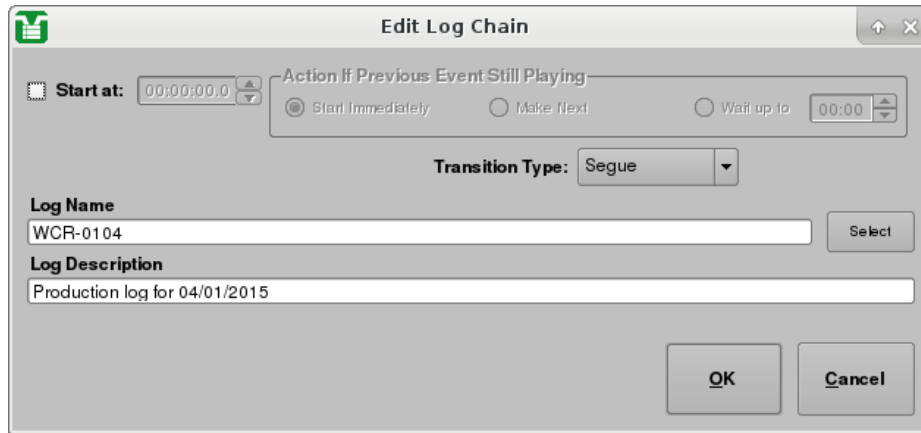 Edit Log Chain
Start at: 00:00:00.0
Action If Previous Event Still Playing
Start Immediately Make Next Wait up to 00:00
Transition Type: Segue
Log Name
WCR-0104 Select
Log Description
Production log for 04/01/2015
OK Cancel